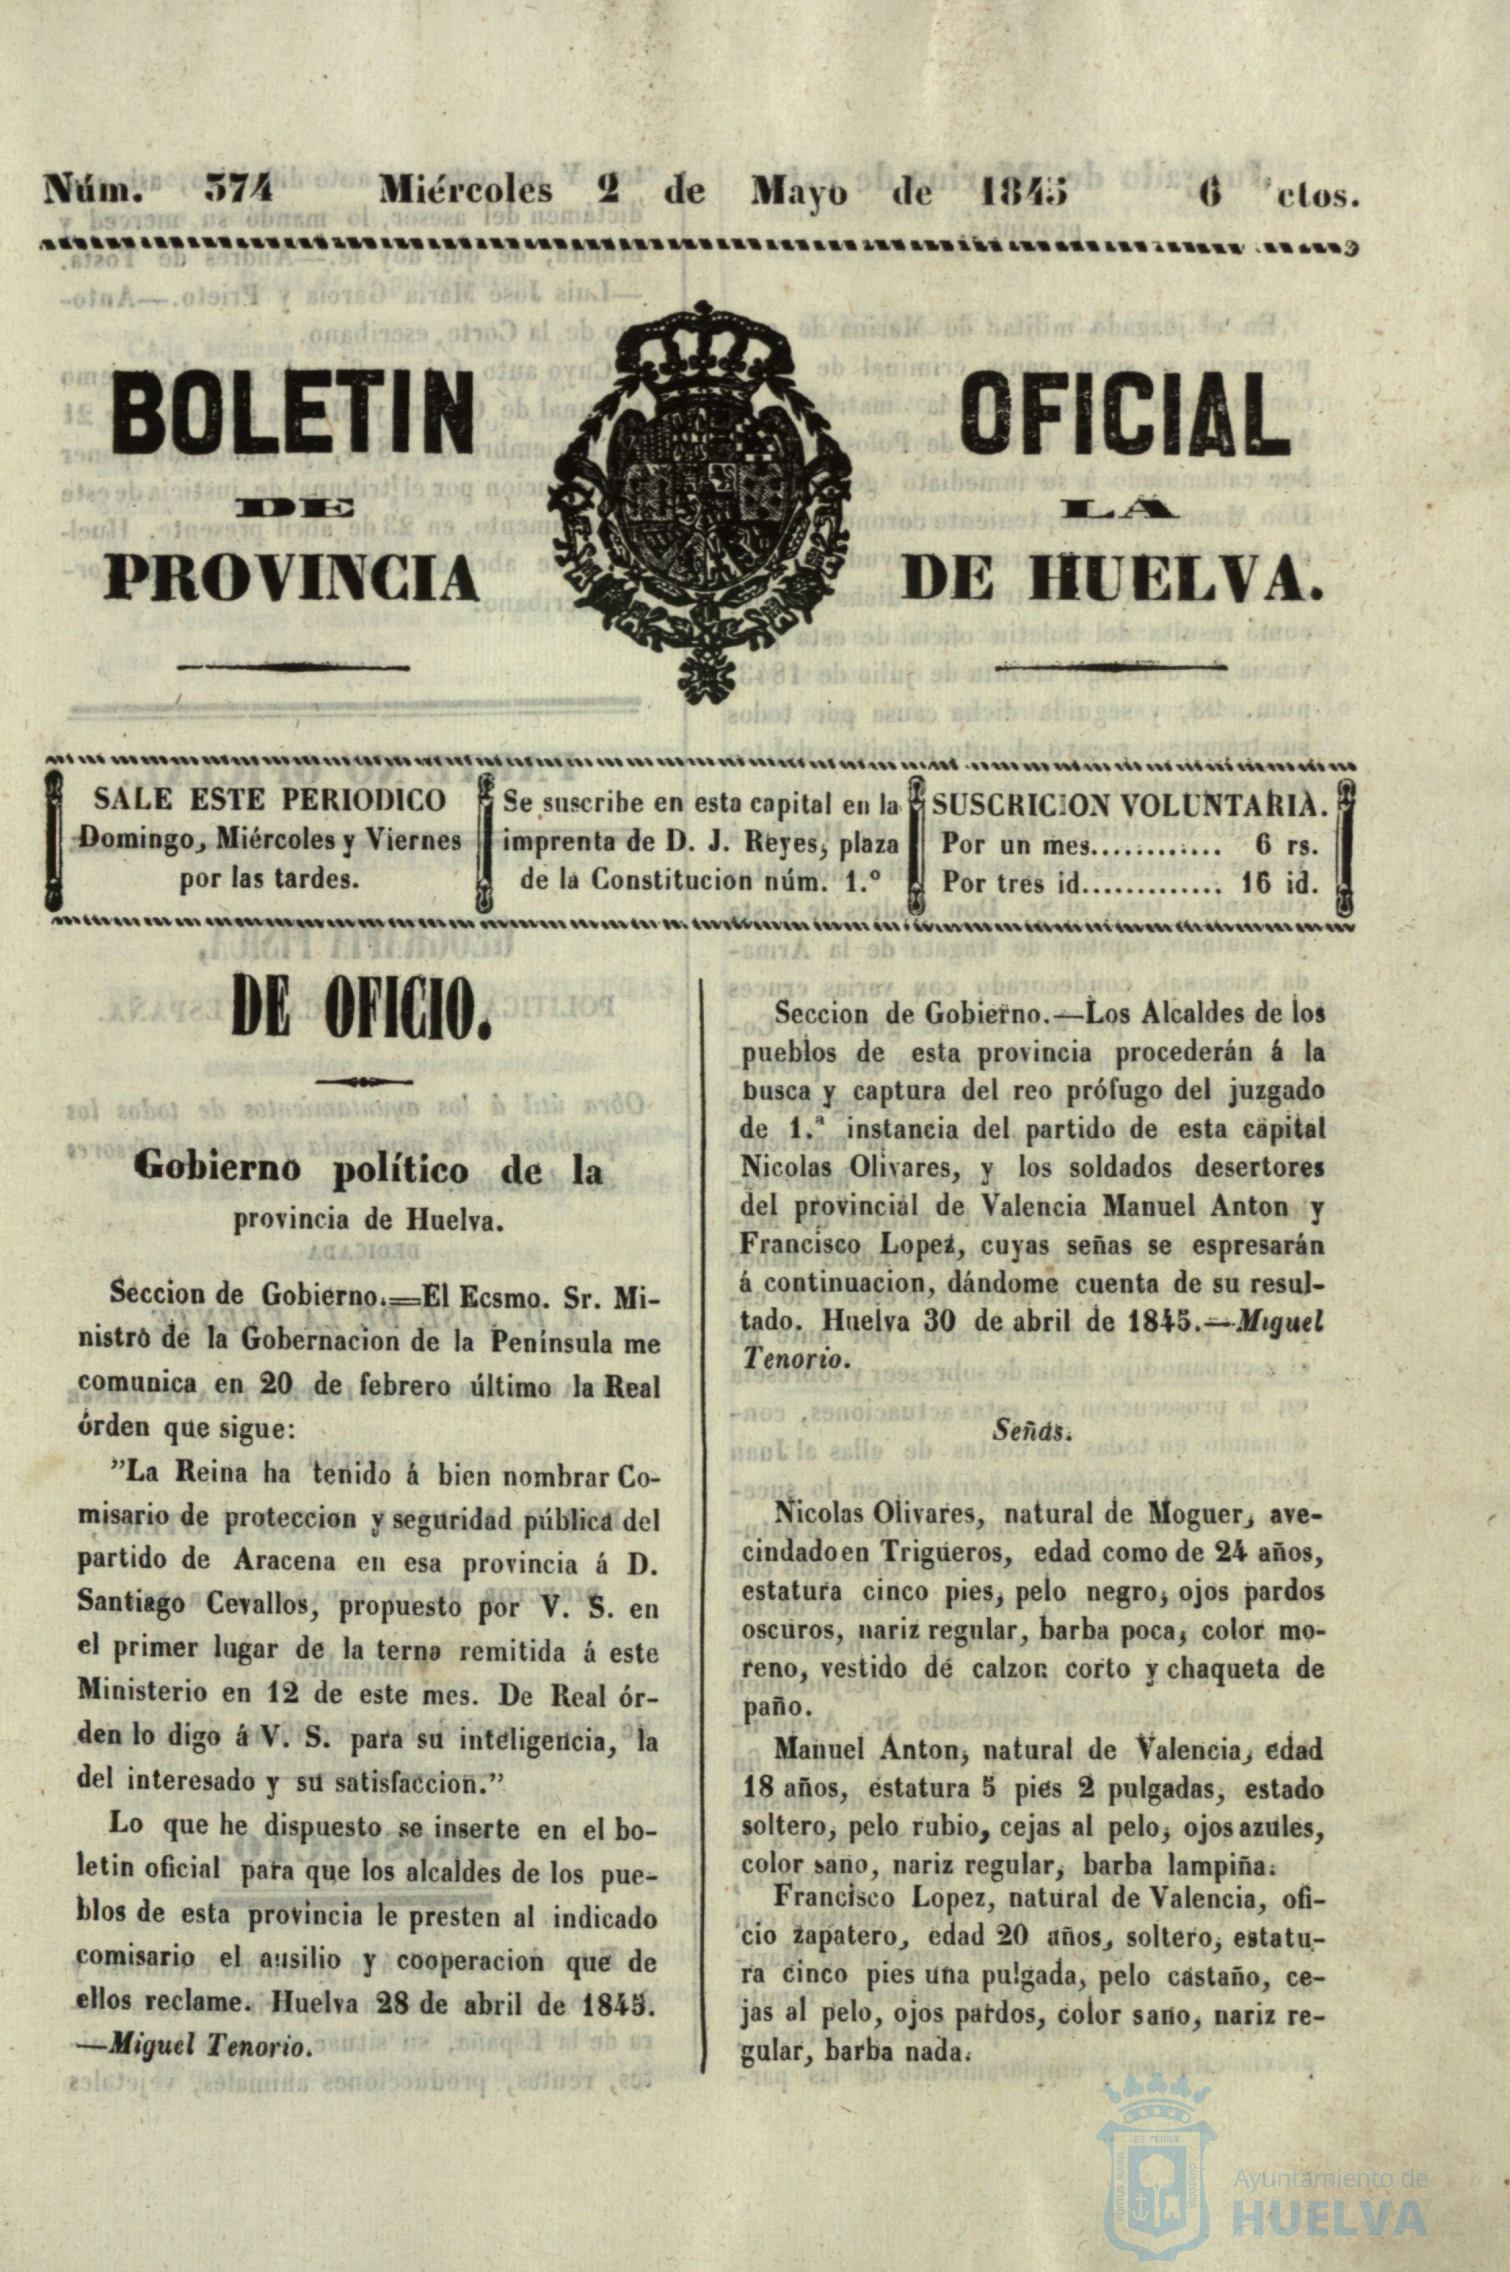 Núm. 574 Miércoles 2 de Mayo de 1845 6 ctos.
BOLETIN OFICIAL
DE LA
PROVINCIA DE HUELVA.
SALE ESTE PERIODICO
Domingo, Miércoles y Viernes
por las tardes.
Se suscribe en esta capital en la
imprenta de D. J. Reyes, plaza
de la Constitucion núm. 1.º
SUSCRICION VOLUNTARIA.
Por un mes............ 6 rs.
Por tres id............. 16 id.
DE OFICIO.
Gobierno político de la
provincia de Huelva.
Seccion de Gobierno.=El Ecsmo. Sr. Mi-
nistro de la Gobernacion de la Península me
comunica en 20 de febrero último la Real
órden que sigue:
"La Reina ha tenido á bien nombrar Co-
misario de proteccion y seguridad pública del
partido de Aracena en esa provincia á D.
Santiago Cevallos, propuesto por V. S. en
el primer lugar de la terna remitida á este
Ministerio en 12 de este mes. De Real ór-
den lo digo á V. S. para su inteligencia, la
del interesado y su satisfaccion."
Lo que he dispuesto se inserte en el bo-
letin oficial para que los alcaldes de los pue-
blos de esta provincia le presten al indicado
comisario el ausilio y cooperacion que de
ellos reclame. Huelva 28 de abril de 1845.
—Miguel Tenorio.
Seccion de Gobierno.—Los Alcaldes de los
pueblos de esta provincia procederán á la
busca y captura del reo prófugo del juzgado
de 1.ª instancia del partido de esta capital
Nicolas Olivares, y los soldados desertores
del provincial de Valencia Manuel Anton y
Francisco Lopez, cuyas señas se espresarán
á continuacion, dándome cuenta de su resul-
tado. Huelva 30 de abril de 1845.—Miguel
Tenorio.
Señas.
Nicolas Olivares, natural de Moguer, ave-
cindado en Trigueros, edad como de 24 años,
estatura cinco pies, pelo negro, ojos pardos
oscuros, nariz regular, barba poca, color mo-
reno, vestido de calzon corto y chaqueta de
paño.
Manuel Anton, natural de Valencia, edad
18 años, estatura 5 pies 2 pulgadas, estado
soltero, pelo rubio, cejas al pelo, ojos azules,
color sano, nariz regular, barba lampiña.
Francisco Lopez, natural de Valencia, ofi-
cio zapatero, edad 20 años, soltero, estatu-
ra cinco pies una pulgada, pelo castaño, ce-
jas al pelo, ojos pardos, color sano, nariz re-
gular, barba nada.
Ayuntamiento de
HUELVA